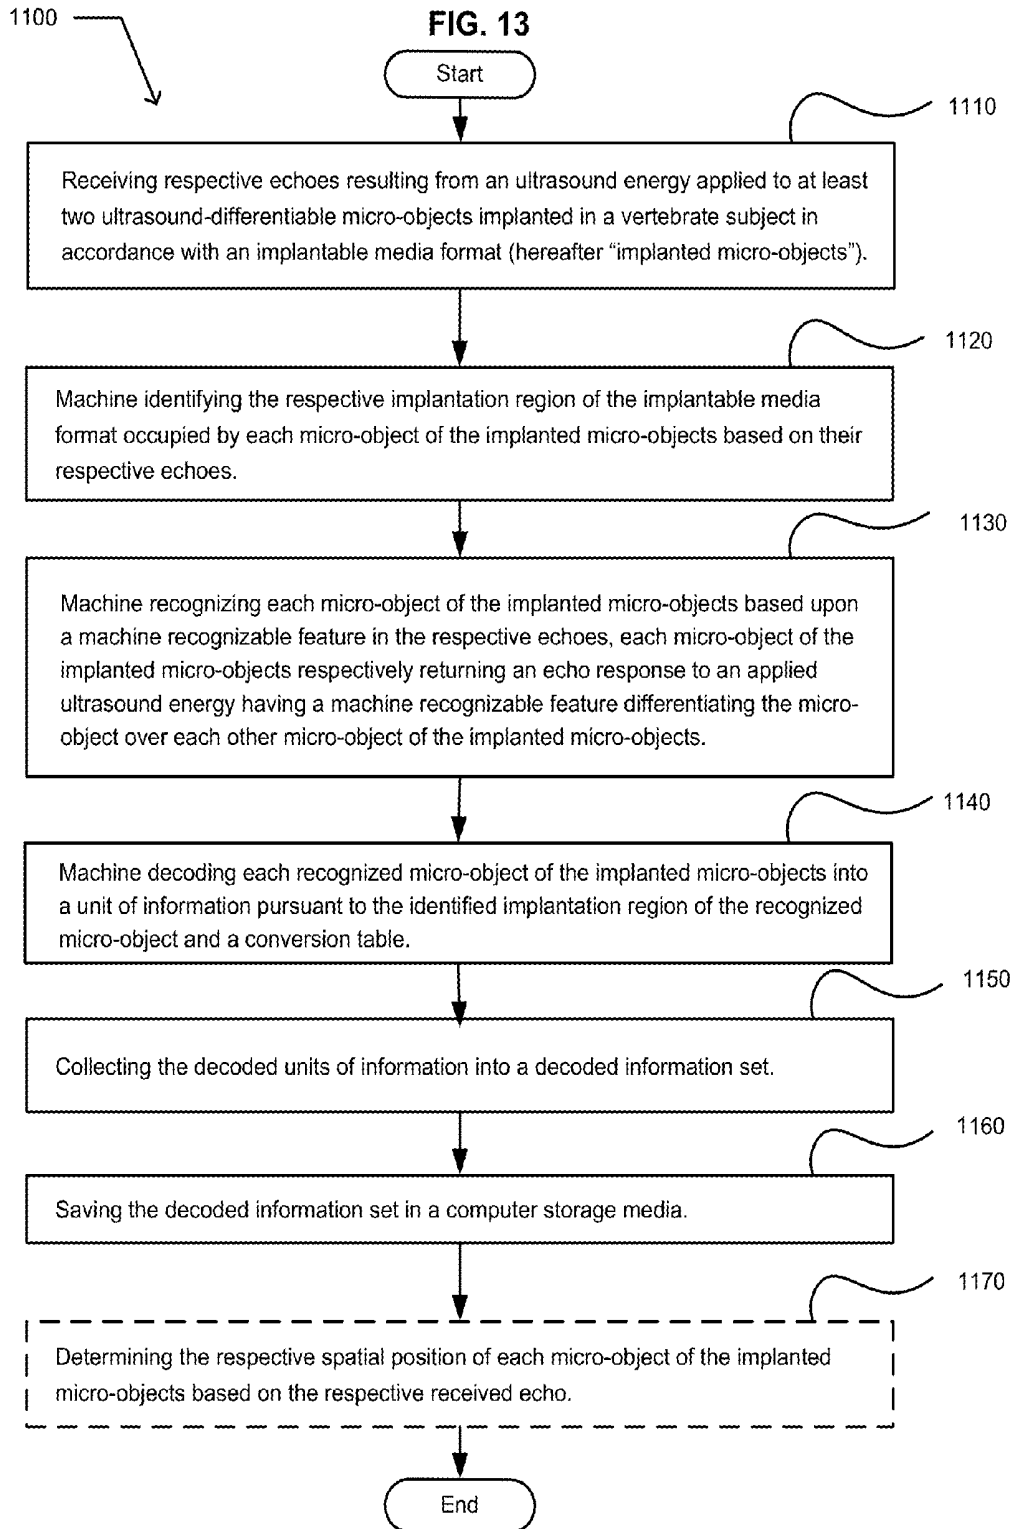 1100
FIG. 13
Start
1110
Receiving respective echoes resulting from an ultrasound energy applied to at least
two ultrasound-differentiable micro-objects implanted in a vertebrate subject in
accordance with an implantable media format (hereafter “implanted micro-objects”).
1120
Machine identifying the respective implantation region of the implantable media
format occupied by each micro-object of the implanted micro-objects based on their
respective echoes.
1130
Machine recognizing each micro-object of the implanted micro-objects based upon
a machine recognizable feature in the respective echoes, each micro-object of the
implanted micro-objects respectively returning an echo response to an applied
ultrasound energy having a machine recognizable feature differentiating the micro-
object over each other micro-object of the implanted micro-objects.
1140
Machine decoding each recognized micro-object of the implanted micro-objects into
a unit of information pursuant to the identified implantation region of the recognized
micro-object and a conversion table.
1150
Collecting the decoded units of information into a decoded information set.
1160
Saving the decoded information set in a computer storage media.
1170
Determining the respective spatial position of each micro-object of the implanted
micro-objects based on the respective received echo.
End